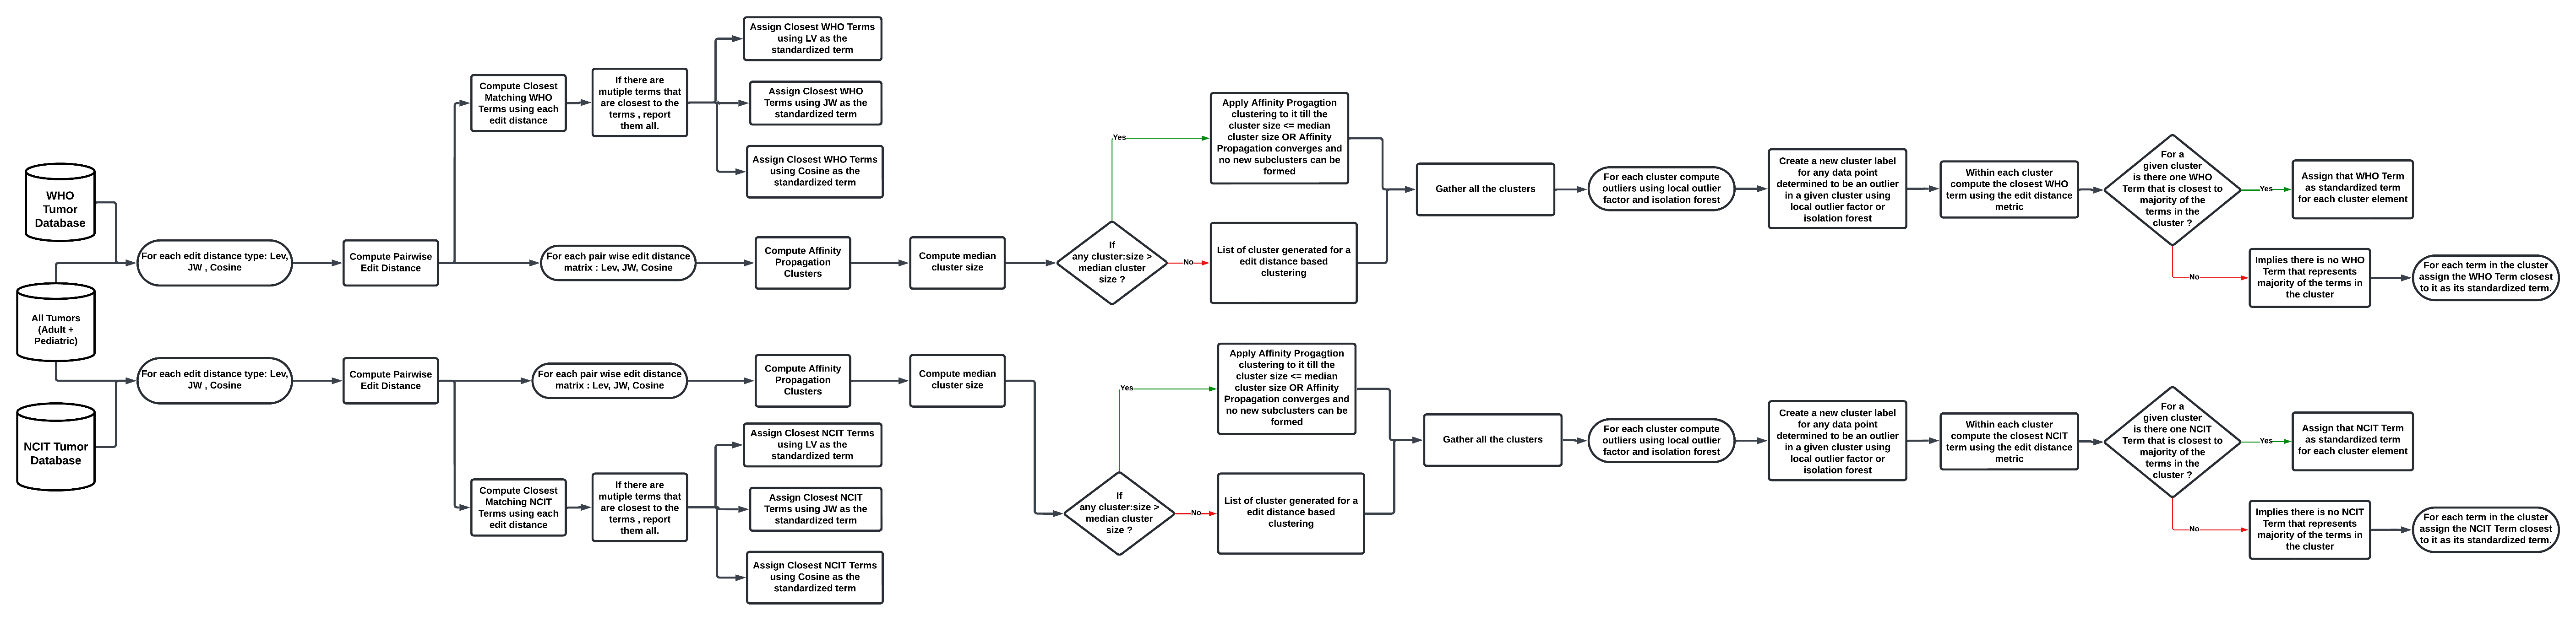 WHO
Tumor
Database
All Tumors
(Adult +
Pediatric)
NCIT Tumor
Database
For each edit distance type: Lev,
JW , Cosine
Compute Pairwise
Edit Distance
Compute Closest
Matching WHO
Terms using each
edit distance
If there are
mutiple terms that
are closest to the
terms , report
them all.
Assign Closest WHO Terms
using LV as the
standardized term
Assign Closest WHO
Terms using JW as the
standardized term
Assign Closest WHO Terms
using Cosine as the
standardized term
For each pair wise edit distance
matrix : Lev, JW, Cosine
Compute Affinity
Propagation
Clusters
Compute median
cluster size
If
any cluster:size >
median cluster
size ?
Yes
No
Apply Affinity Progagtion
clustering to it till the
cluster size <= median
cluster size OR Affinity
Propagation converges and
no new subclusters can be
formed
List of cluster generated for a
edit distance based
clustering
Gather all the clusters
For each cluster compute
outliers using local outlier
factor and isolation forest
Create a new cluster label
for any data point
determined to be an outlier
in a given cluster using
local outlier factor or
isolation forest
Within each cluster
compute the closest WHO
term using the edit distance
metric
For a
given cluster
is there one WHO
Term that is closest to
majority of the
terms in the
cluster ?
Yes
Assign that WHO Term
as standardized term
for each cluster element
No
Implies there is no WHO
Term that represents
majority of the terms in
the cluster
For each term in the cluster
assign the WHO Term closest
to it as its standardized term.
For each edit distance type: Lev,
JW , Cosine
Compute Pairwise
Edit Distance
For each pair wise edit distance
matrix : Lev, JW, Cosine
Compute Affinity
Propagation
Clusters
Compute median
cluster size
Compute Closest
Matching NCIT
Terms using each
edit distance
If there are
mutiple terms that
are closest to the
terms , report
them all.
Assign Closest NCIT Terms
using LV as the
standardized term
Assign Closest NCIT
Terms using JW as the
standardized term
Assign Closest NCIT Terms
using Cosine as the
standardized term
If
any cluster:size >
median cluster
size ?
Yes
No
Apply Affinity Progagtion
clustering to it till the
cluster size <= median
cluster size OR Affinity
Propagation converges and
no new subclusters can be
formed
List of cluster generated for a
edit distance based
clustering
Gather all the clusters
For each cluster compute
outliers using local outlier
factor and isolation forest
Create a new cluster label
for any data point
determined to be an outlier
in a given cluster using
local outlier factor or
isolation forest
Within each cluster
compute the closest NCIT
term using the edit distance
metric
For a
given cluster
is there one NCIT
Term that is closest to
majority of the
terms in the
cluster ?
Yes
Assign that NCIT Term
as standardized term
for each cluster element
No
Implies there is no NCIT
Term that represents
majority of the terms in
the cluster
For each term in the cluster
assign the NCIT Term closest
to it as its standardized term.